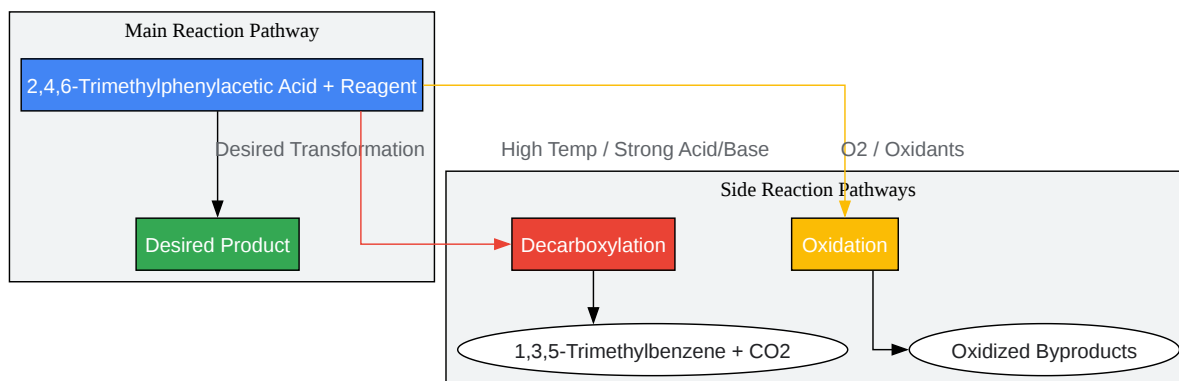 Main Reaction Pathway
2,4,6-Trimethylphenylacetic Acid + Reagent
Desired Transformation
High Temp / Strong Acid/Base
O2 / Oxidants
Side Reaction Pathways
Desired Product
Decarboxylation
Oxidation
1,3,5-Trimethylbenzene + CO2
Oxidized Byproducts